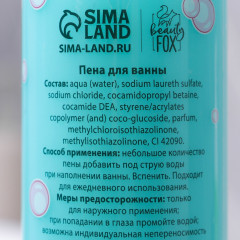 SIMA
LAND
SIMA-LAND.RU
beauty
FOX
Пена для ванны
Состав: aqua (water), sodium laureth sulfate,
sodium chloride, cocamidopropyl betaine,
cocamide DEA, styrene/acrylates
copolymer (and) coco-glucoside, parfum,
methylchloroisothiazolinone,
methylisothiazolinone, CI 42090.
Способ применения: небольшое количество
пены добавить под струю воды
при наполнении ванны. Вспенить. Подходит
для ежедневного использования.
Меры предосторожности: только
для наружного применения;
при попадании в глаза промойте водой;
возможна индивидуальная непереносимость